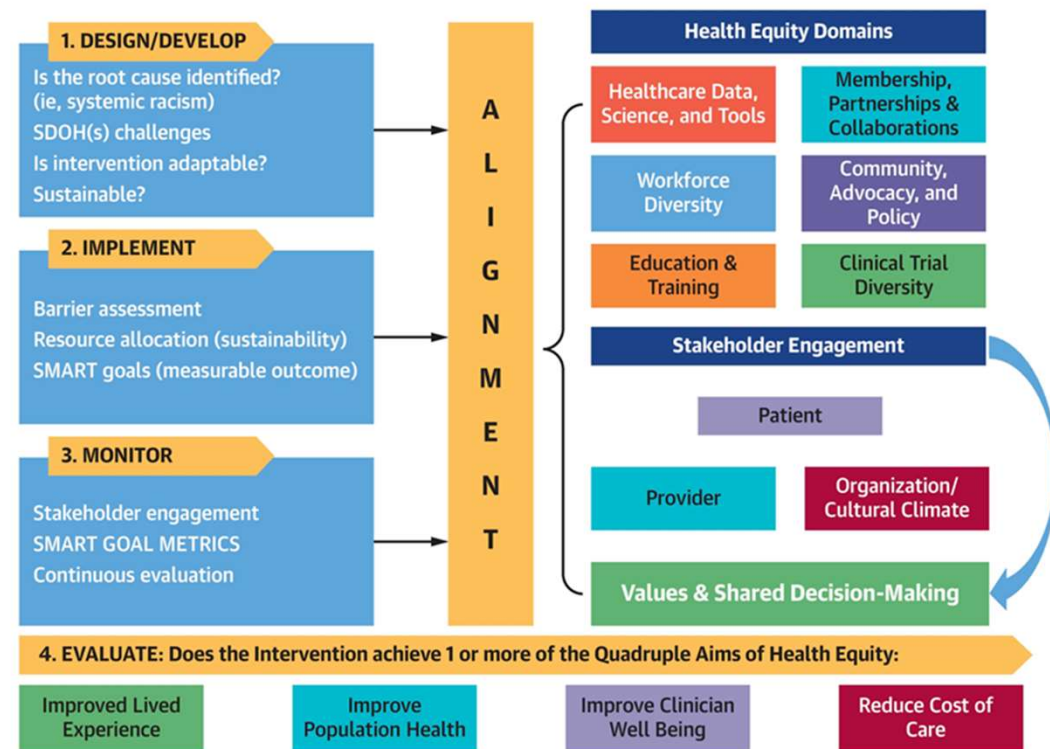 1. DESIGN/DEVELOP
Is the root cause identified?
(ie, systemic racism)
SDOH(s) challenges
Is intervention adaptable?
Sustainable?
2. IMPLEMENT
Barrier assessment
Resource allocation (sustainability)
SMART goals (measurable outcome)
3. MONITOR
Stakeholder engagement
SMART GOAL METRICS
Continuous evaluation
A
L
I
G
N
M
E
N
T
Health Equity Domains
Healthcare Data,
Science, and Tools
Membership,
Partnerships &
Collaborations
Workforce
Diversity
Community,
Advocacy, and
Policy
Education &
Training
Clinical Trial
Diversity
Stakeholder Engagement
Patient
Provider
Organization/
Cultural Climate
Values & Shared Decision-Making
4. EVALUATE: Does the Intervention achieve 1 or more of the Quadruple Aims of Health Equity:
Improved Lived
Experience
Improve
Population Health
Improve Clinician
Well Being
Reduce Cost of
Care